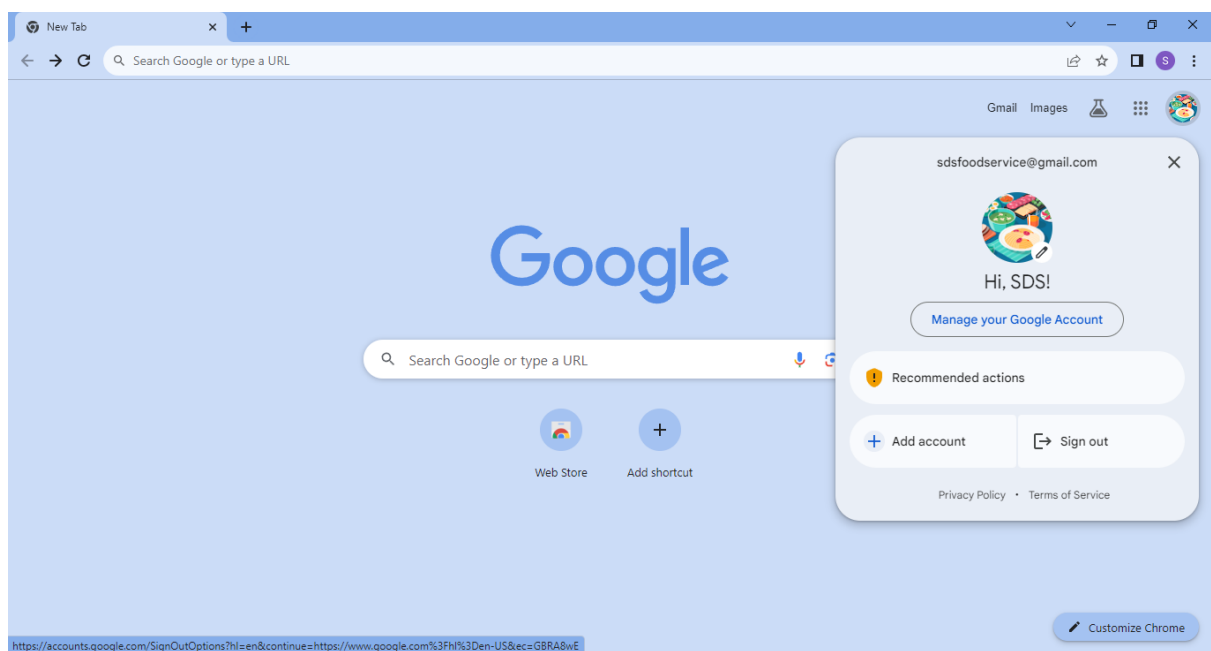 New Tab
Search Google or type a URL
S
Gmail Images
sdsfoodservice@gmail.com
Google
Hi, SDS!
Manage your Google Account
Search Google or type a URL
Recommended actions
Add account
Sign out
Web Store
Add shortcut
Privacy Policy • Terms of Service
Customize Chrome
https://accounts.google.com/SignOutOptions?hl=en&continue=https://www.google.com%3Fhl%3Den-US&ec=GBRA8wE